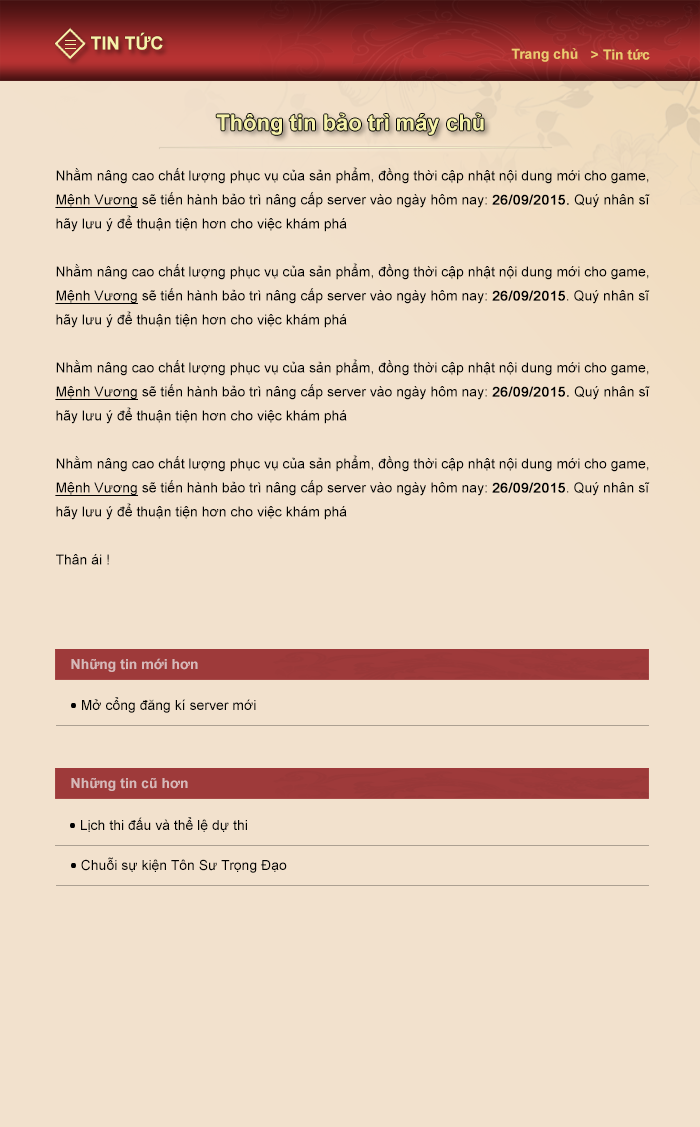 TIN TỨC
Trang chủ > Tin tức
Thông tin bảo trì máy chủ
Nhằm nâng cao chất lượng phục vụ của sản phẩm, đồng thời cập nhật nội dung mới cho game,
Mệnh Vương sẽ tiến hành bảo trì nâng cấp server vào ngày hôm nay: 26/09/2015. Quý nhân sĩ
hãy lưu ý để thuận tiện hơn cho việc khám phá
Nhằm nâng cao chất lượng phục vụ của sản phẩm, đồng thời cập nhật nội dung mới cho game,
Mệnh Vương sẽ tiến hành bảo trì nâng cấp server vào ngày hôm nay: 26/09/2015. Quý nhân sĩ
hãy lưu ý để thuận tiện hơn cho việc khám phá
Nhằm nâng cao chất lượng phục vụ của sản phẩm, đồng thời cập nhật nội dung mới cho game,
Mệnh Vương sẽ tiến hành bảo trì nâng cấp server vào ngày hôm nay: 26/09/2015. Quý nhân sĩ
hãy lưu ý để thuận tiện hơn cho việc khám phá
Nhằm nâng cao chất lượng phục vụ của sản phẩm, đồng thời cập nhật nội dung mới cho game,
Mệnh Vương sẽ tiến hành bảo trì nâng cấp server vào ngày hôm nay: 26/09/2015. Quý nhân sĩ
hãy lưu ý để thuận tiện hơn cho việc khám phá
Thân ái !
Những tin mới hơn
• Mở cổng đăng kí server mới
Những tin cũ hơn
• Lịch thi đấu và thể lệ dự thi
• Chuỗi sự kiện Tôn Sư Trọng Đạo